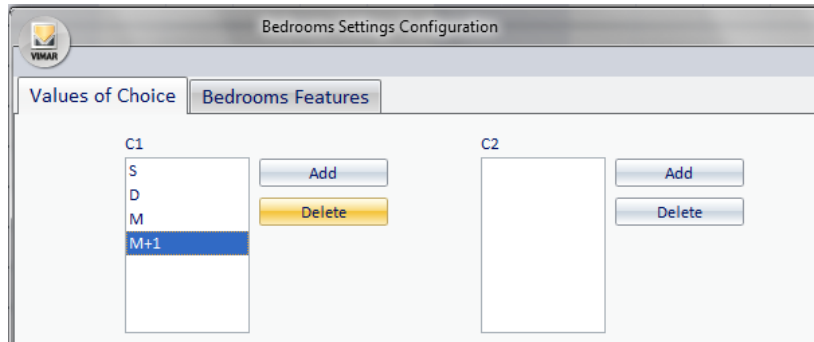 Bedrooms Settings Configuration
VIMAR
Values of Choice
Bedrooms Features
C1
C2
S
D
M
M+1
Add
Delete
Add
Delete